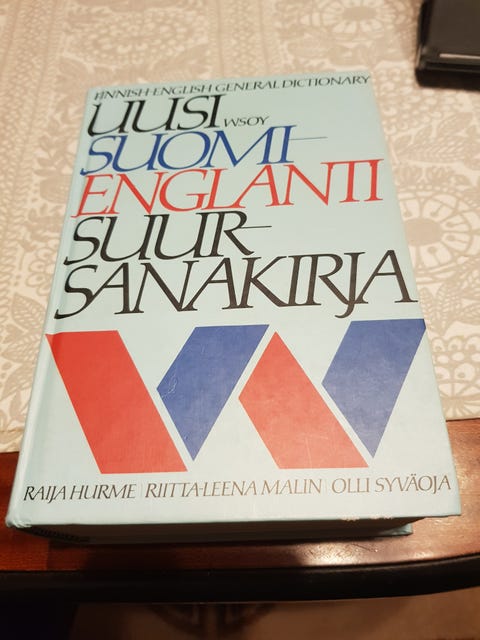 FINNISH-ENGLISH GENERAL DICTIONARY
UUSI WSOY
SUOMI-
ENGLANTI
SUUR-
SANAKIRJA
RAIJA HURME | RIITTA-LEENA MALIN | OLLI SYVÄOJA